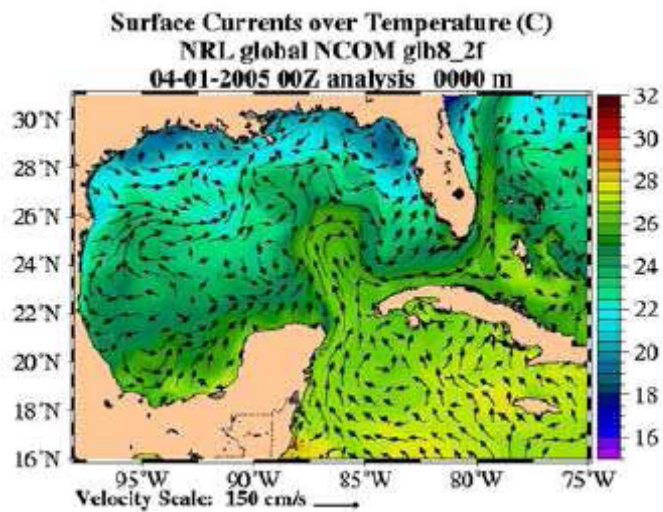 Surface Currents over Temperature (C)
NRL global NCOM glb8_2f
04-01-2005 00Z analysis 0000 m
30°N
28°N
26°N
24°N
22°N
20°N
18°N
16°N
95°W 90°W 85°W 80°W 75°W
32
30
28
26
24
22
20
18
16
Velocity Scale: 150 cm/s